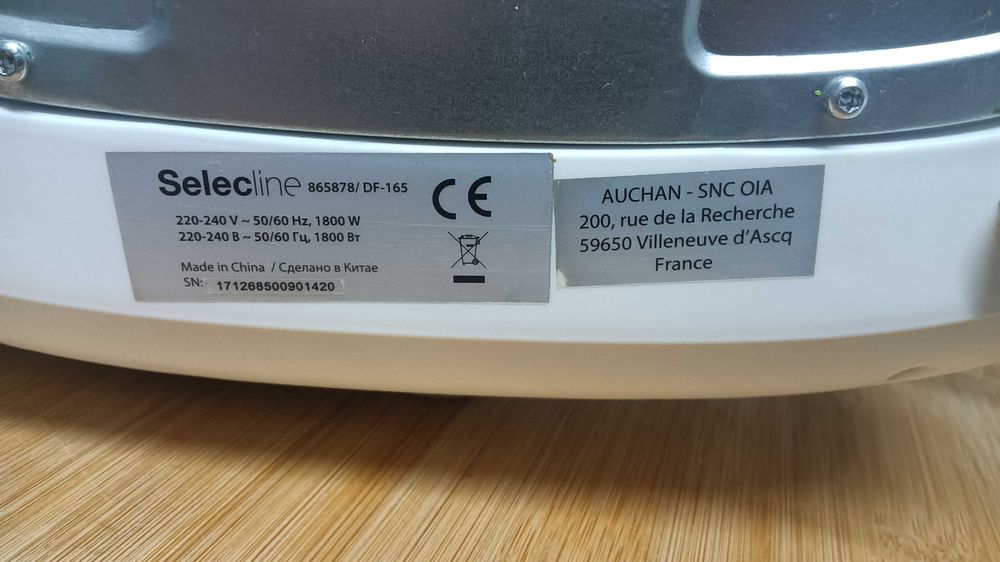 Selecline 865878/ DF-165
220-240 V ~ 50/60 Hz, 1800 W
220-240 В ~ 50/60 Гц, 1800 Вт
Made in China / Сделано в Китае
SN: 171268500901420
CE
AUCHAN - SNC OIA
200, rue de la Recherche
59650 Villeneuve d'Ascq
France